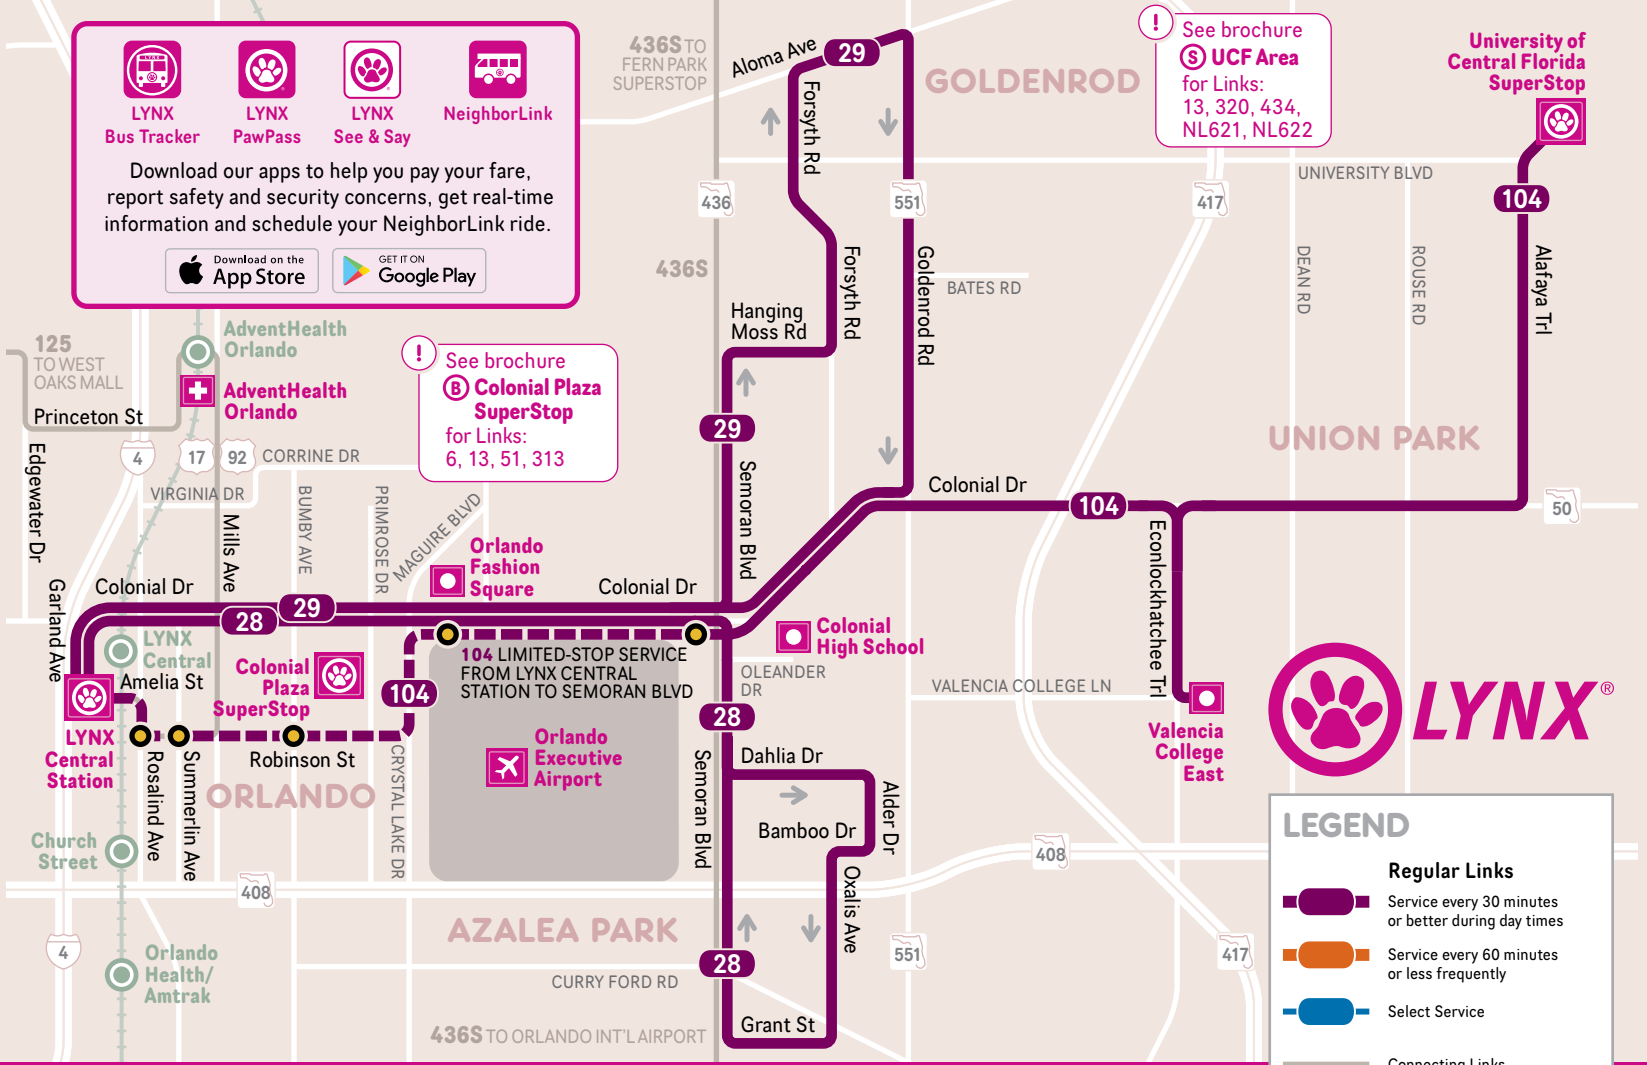 LYNX
LYNX
Bus Tracker
LYNX
PawPass
LYNX
See & Say
NeighborLink
Download our apps to help you pay your fare,
report safety and security concerns, get real-time
information and schedule your NeighborLink ride.
Download on the
App Store
GET IT ON
Google Play
436S TO
FERN PARK
SUPERSTOP
Aloma Ave
29
GOLDENROD
!
See brochure
S UCF Area
for Links:
13, 320, 434,
NL621, NL622
University of
Central Florida
SuperStop
Forsyth Rd
UNIVERSITY BLVD
436
551
417
104
436S
Forsyth Rd
Goldenrod Rd
BATES RD
DEAN RD
ROUSE RD
Alafaya Trl
Hanging
Moss Rd
AdventHealth
Orlando
125
TO WEST
OAKS MALL
AdventHealth
Orlando
Princeton St
!
See brochure
B Colonial Plaza
SuperStop
for Links:
6, 13, 51, 313
29
UNION PARK
4
17
92
CORRINE DR
Edgewater Dr
VIRGINIA DR
BUMBY AVE
PRIMROSE DR
MAGUIRE BLVD
Mills Ave
Semoran Blvd
Colonial Dr
104
50
Econlockhatchee Trl
Orlando
Fashion
Square
Garland Ave
Colonial Dr
Colonial Dr
28
29
LYNX
Central
Amelia St
Colonial
Plaza
SuperStop
104
104 LIMITED-STOP SERVICE
FROM LYNX CENTRAL
STATION TO SEMORAN BLVD
Colonial
High School
OLEANDER
DR
VALENCIA COLLEGE LN
28
LYNX
Central
Station
Rosalind Ave
Summerlin Ave
Robinson St
ORLANDO
CRYSTAL LAKE DR
Orlando
Executive
Airport
Semoran Blvd
Dahlia Dr
Alder Dr
Bamboo Dr
Oxalis Ave
Valencia
College
East
LYNX®
Church
Street
408
408
AZALEA PARK
4
Orlando
Health/
Amtrak
28
551
417
CURRY FORD RD
436S TO ORLANDO INT'L AIRPORT
Grant St
LEGEND
Regular Links
Service every 30 minutes
or better during day times
Service every 60 minutes
or less frequently
Select Service
Connecting Links